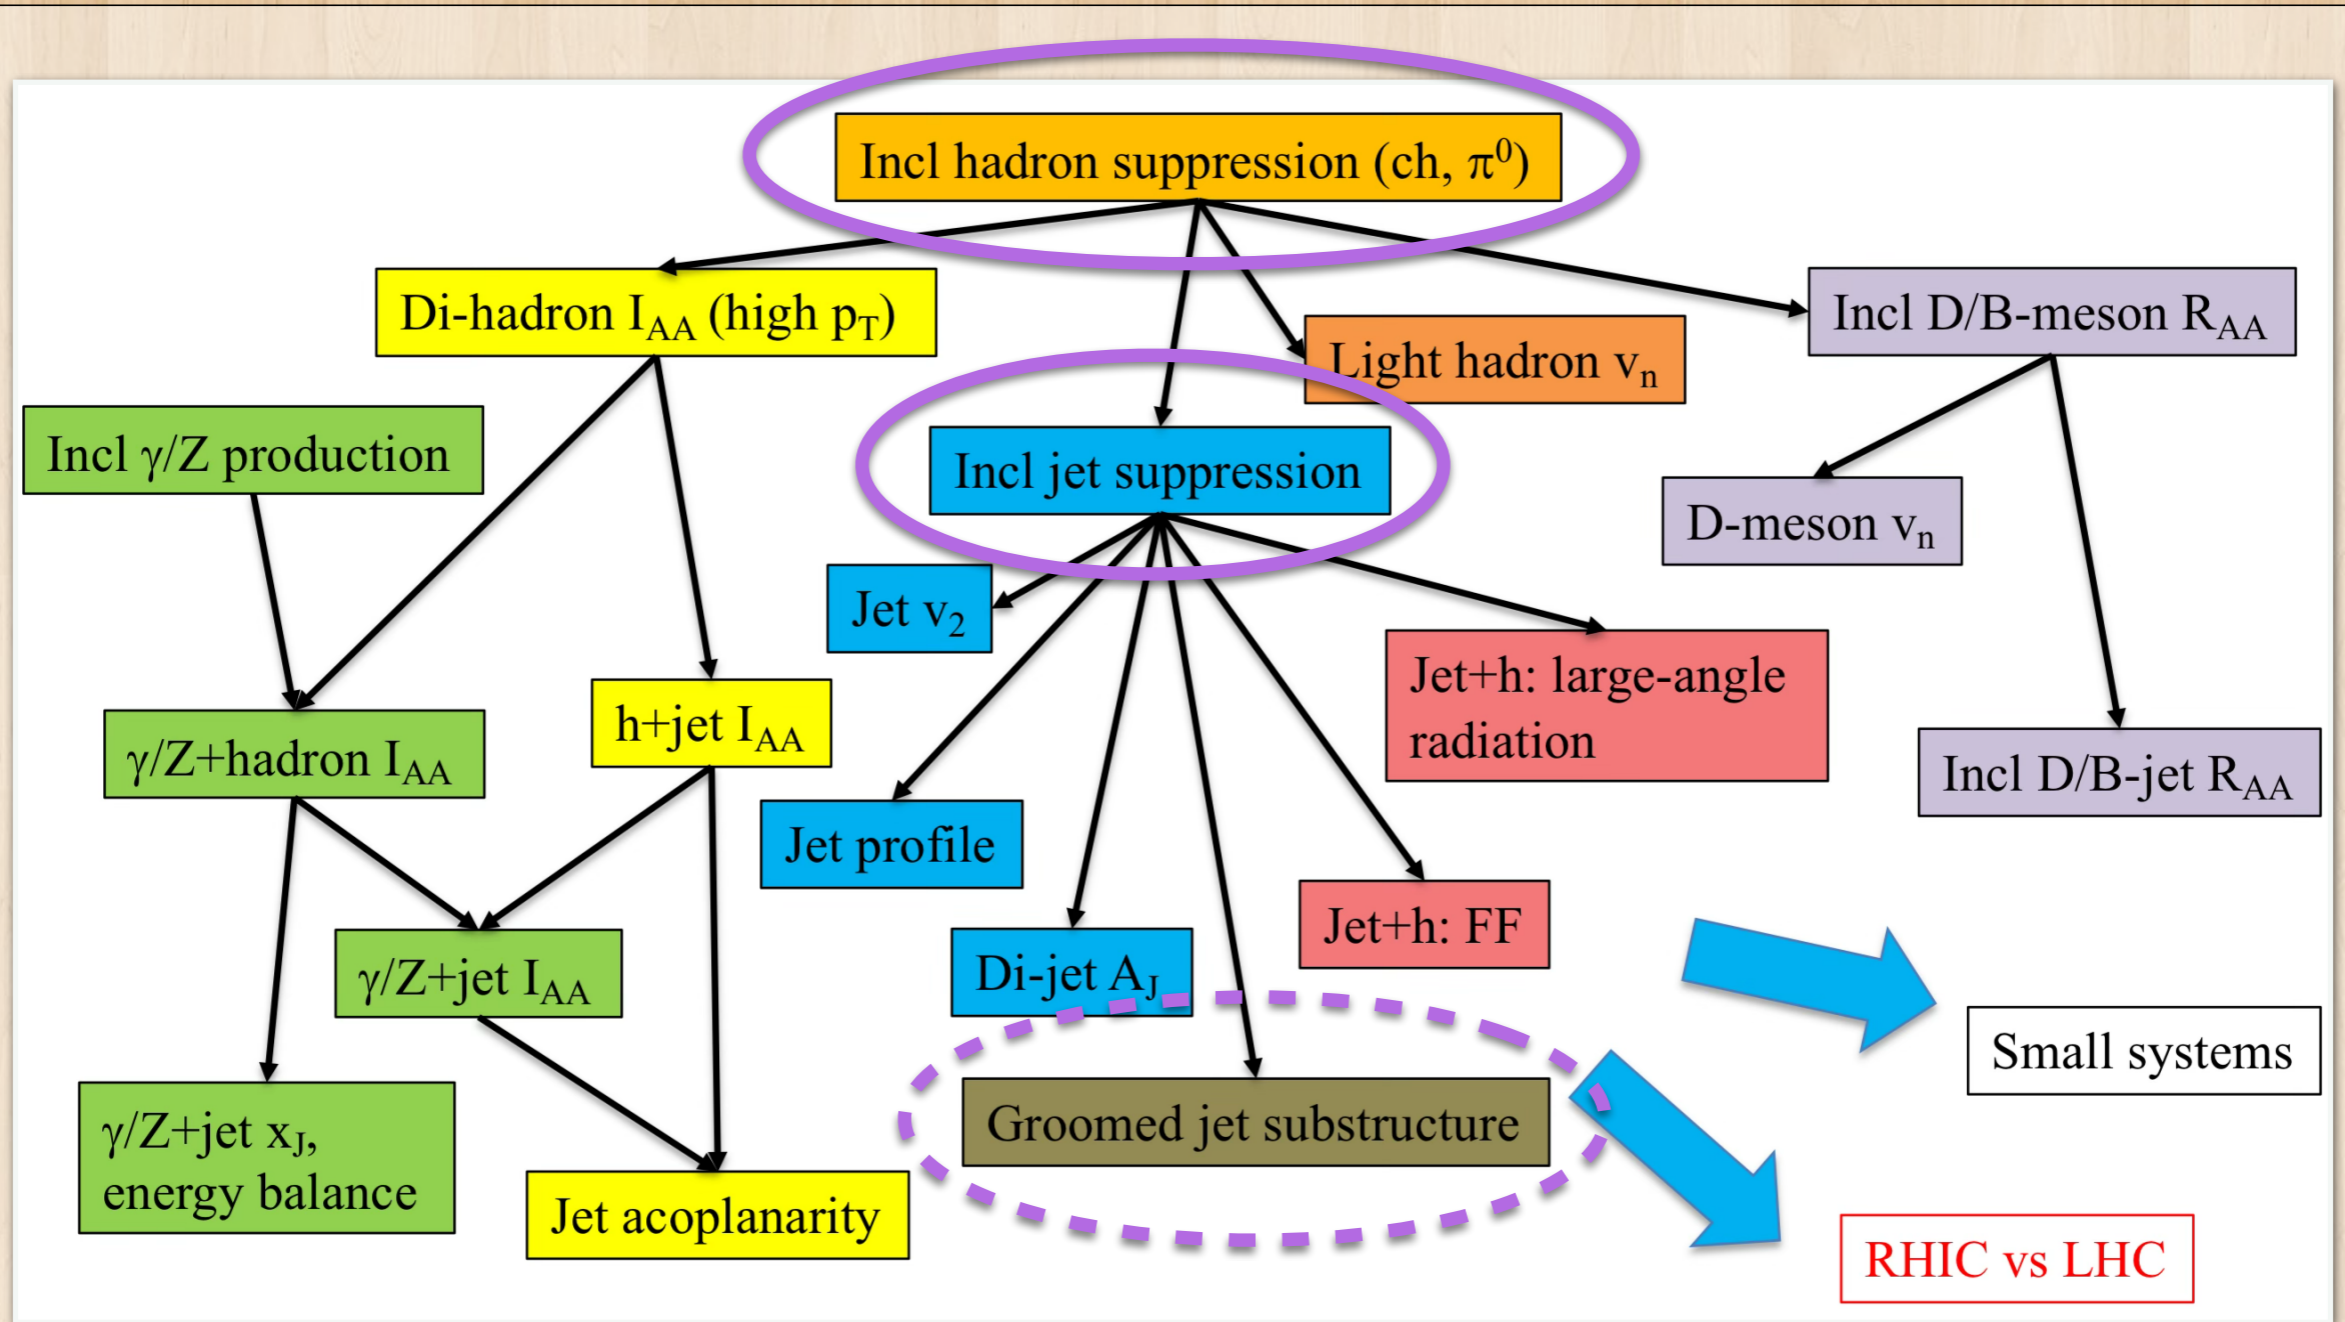 Incl hadron suppression (ch, π⁰)
Di-hadron I_AA (high p_T)
Incl D/B-meson R_AA
Light hadron v_n
Incl γ/Z production
Incl jet suppression
D-meson v_n
Jet v_2
Jet+h: large-angle
radiation
h+jet I_AA
γ/Z+hadron I_AA
Incl D/B-jet R_AA
Jet profile
Jet+h: FF
γ/Z+jet I_AA
Di-jet A_J
Small systems
Groomed jet substructure
γ/Z+jet x_J,
energy balance
Jet acoplanarity
RHIC vs LHC